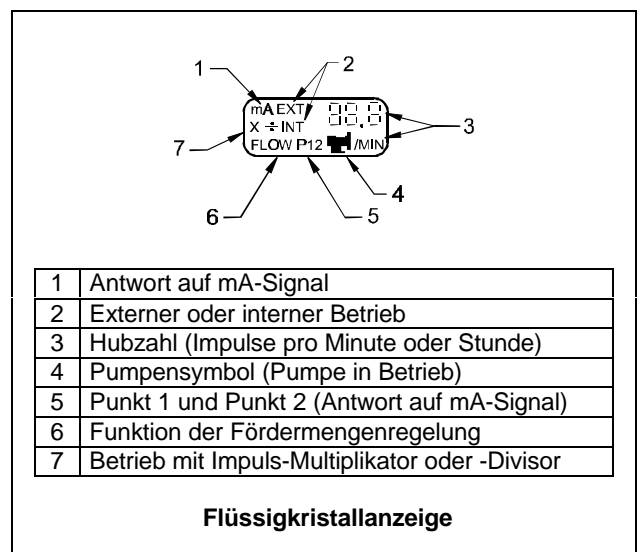 1 2
mA EXT 88.8
X ÷ INT
7 3
FLOW P12 /MIN
4
6 5
1 Antwort auf mA-Signal
2 Externer oder interner Betrieb
3 Hubzahl (Impulse pro Minute oder Stunde)
4 Pumpensymbol (Pumpe in Betrieb)
5 Punkt 1 und Punkt 2 (Antwort auf mA-Signal)
6 Funktion der Fördermengenregelung
7 Betrieb mit Impuls-Multiplikator oder -Divisor
Flüssigkristallanzeige